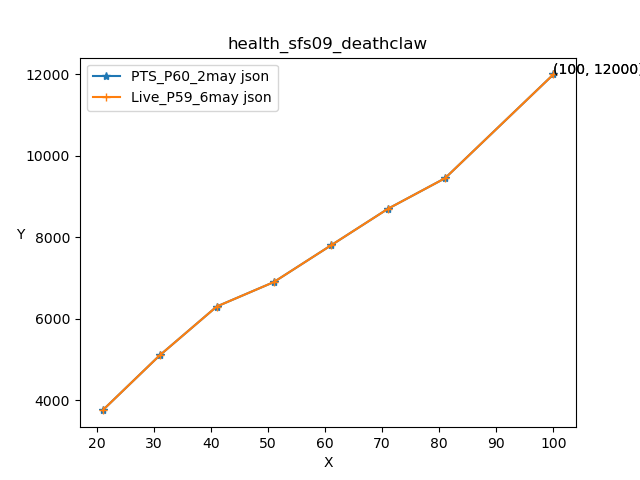 health_sfs09_deathclaw
PTS_P60_2may json
Live_P59_6may json
(100, 12000)
12000
10000
8000
6000
4000
Y
20 30 40 50 60 70 80 90 100
X